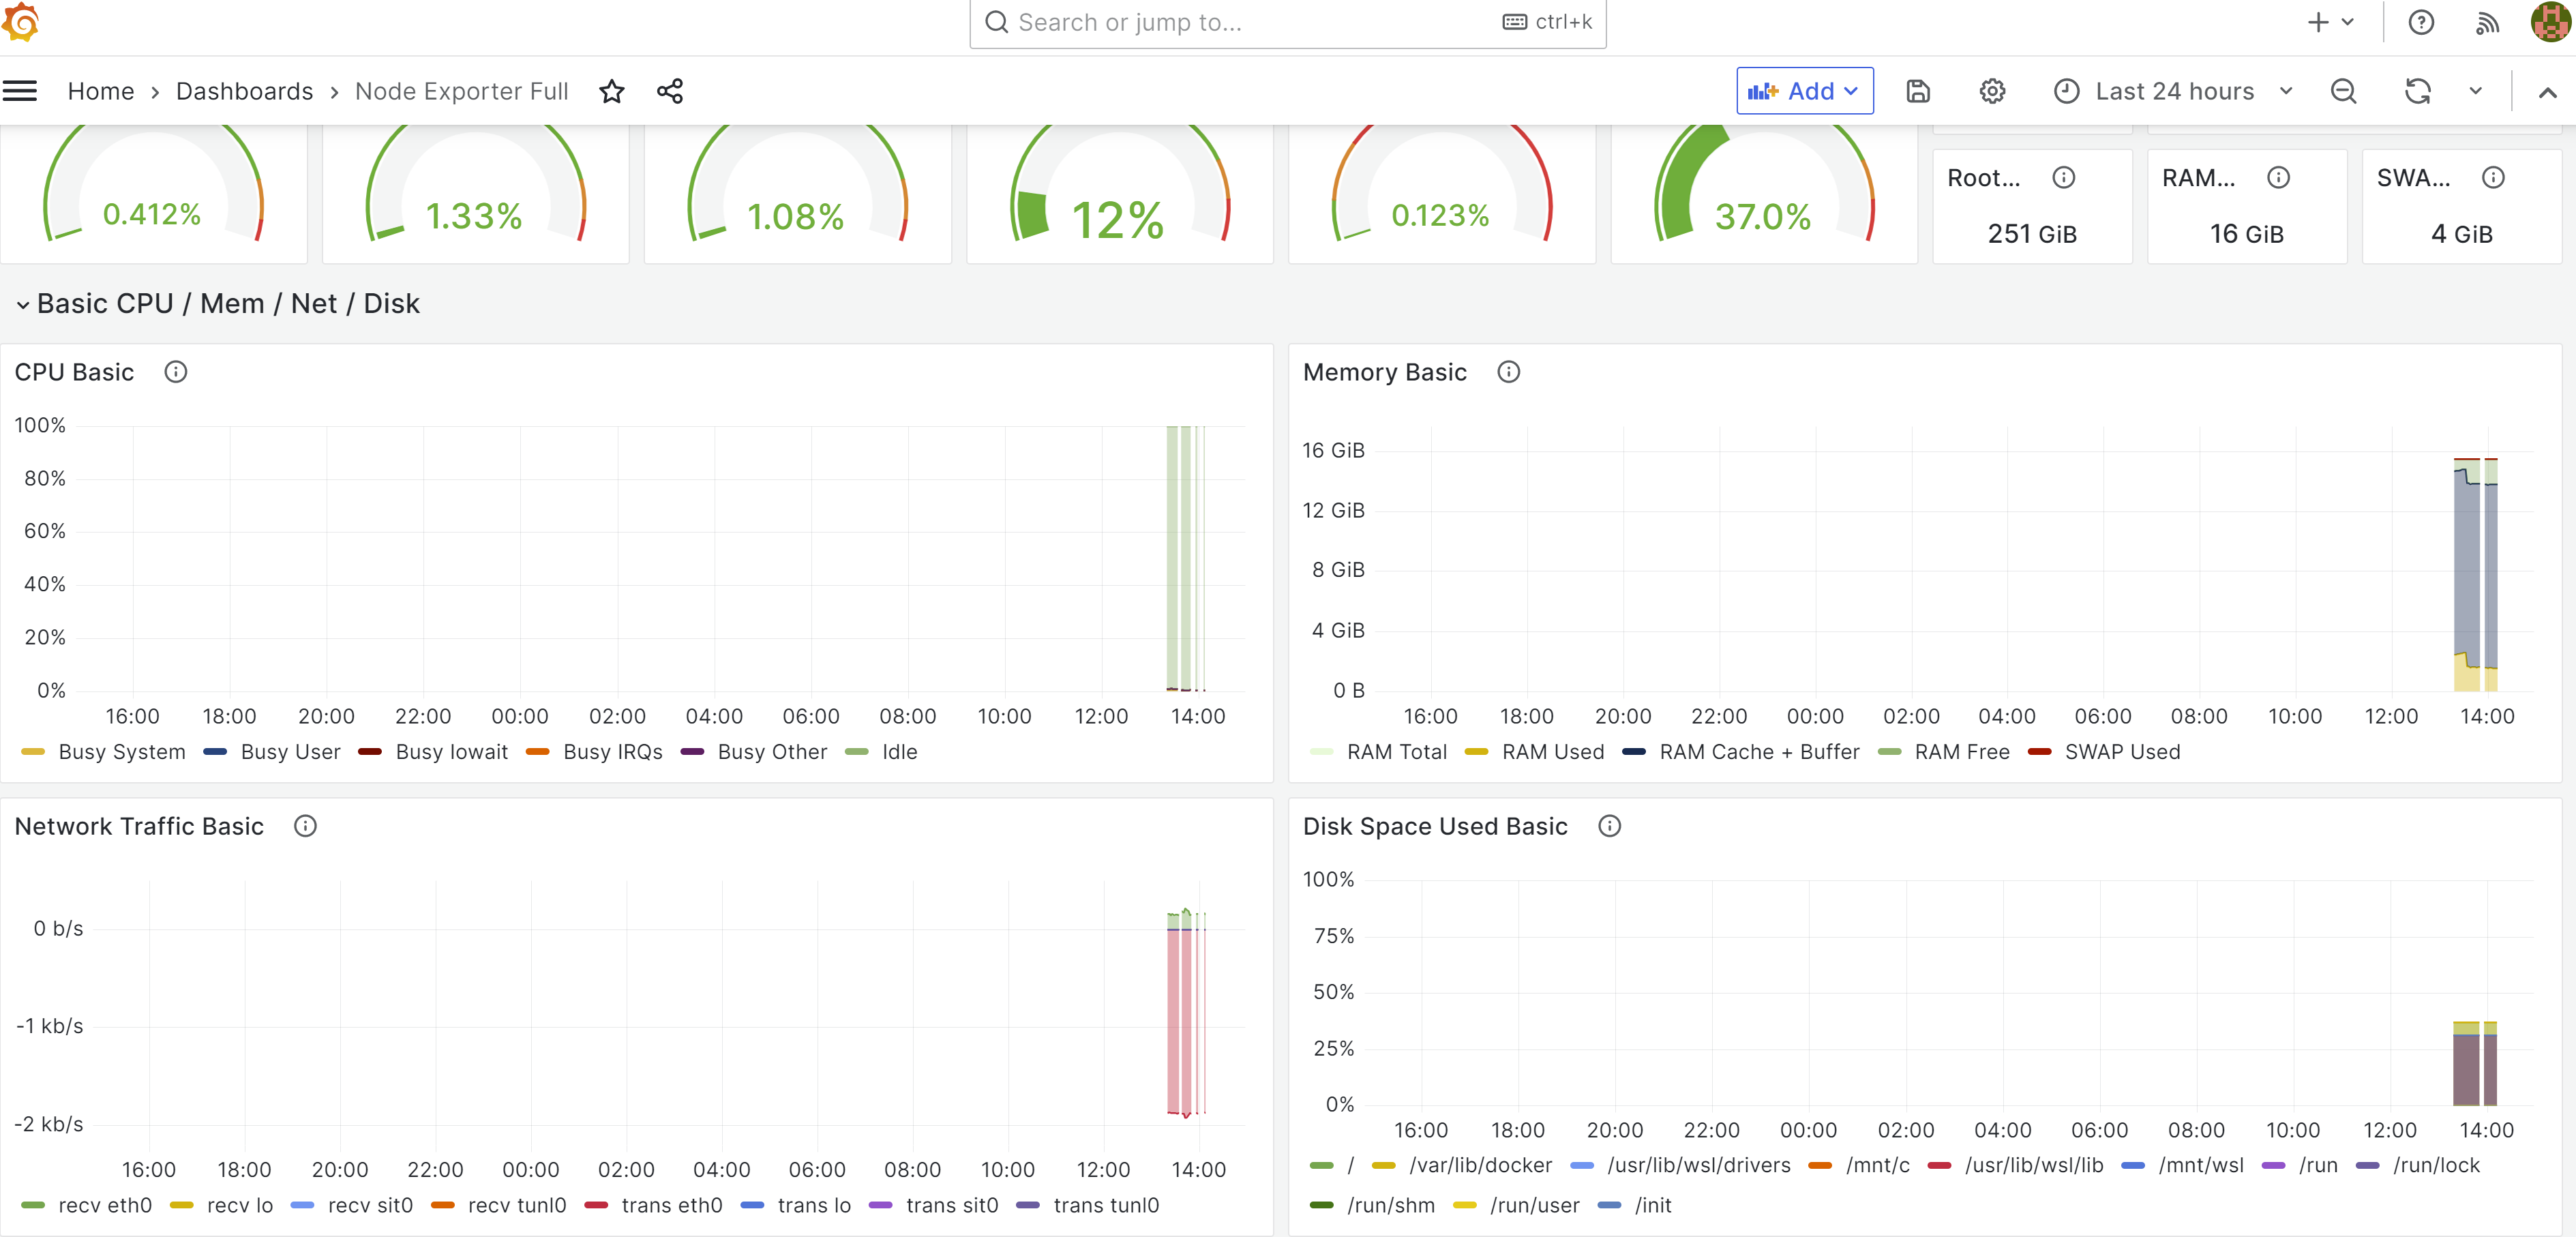 Search or jump to... ctrl+k
Home > Dashboards > Node Exporter Full Add Last 24 hours
0.412% 1.33% 1.08% 12% 0.123% 37.0%
Root... RAM... SWA...
251 GiB 16 GiB 4 GiB
Basic CPU / Mem / Net / Disk
CPU Basic
100%
80%
60%
40%
20%
0%
16:00 18:00 20:00 22:00 00:00 02:00 04:00 06:00 08:00 10:00 12:00 14:00
Busy System Busy User Busy Iowait Busy IRQs Busy Other Idle
Memory Basic
16 GiB
12 GiB
8 GiB
4 GiB
0 B
16:00 18:00 20:00 22:00 00:00 02:00 04:00 06:00 08:00 10:00 12:00 14:00
RAM Total RAM Used RAM Cache + Buffer RAM Free SWAP Used
Network Traffic Basic
0 b/s
-1 kb/s
-2 kb/s
16:00 18:00 20:00 22:00 00:00 02:00 04:00 06:00 08:00 10:00 12:00 14:00
recv eth0 recv lo recv sit0 recv tunl0 trans eth0 trans lo trans sit0 trans tunl0
Disk Space Used Basic
100%
75%
50%
25%
0%
16:00 18:00 20:00 22:00 00:00 02:00 04:00 06:00 08:00 10:00 12:00 14:00
/ /var/lib/docker /usr/lib/wsl/drivers /mnt/c /usr/lib/wsl/lib /mnt/wsl /run /run/lock
/run/shm /run/user /init